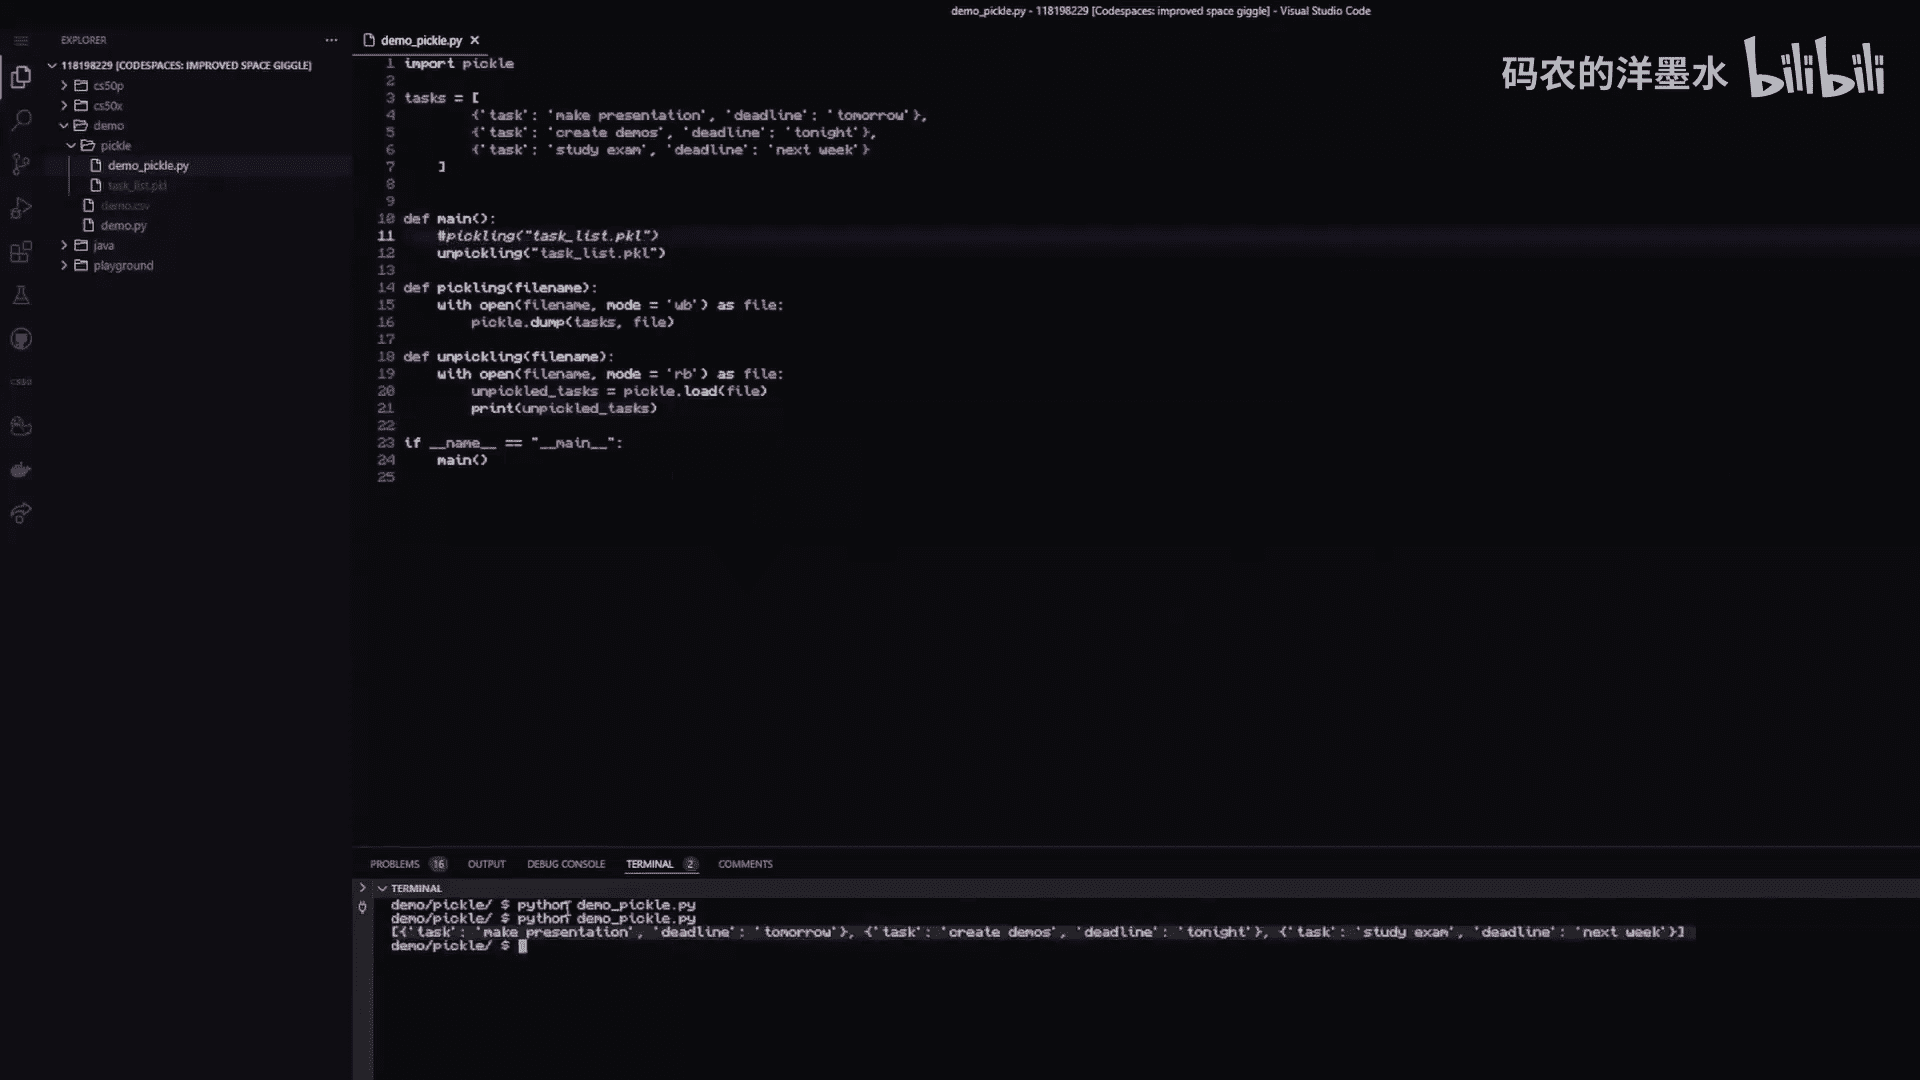 demo_pickle.py - 118198229 [Codespaces: improved space giggle] - Visual Studio Code
码农的洋墨水 bilibili
EXPLORER
118198229 [CODESPACES: IMPROVED SPACE GIGGLE]
cs50p
cs50x
demo
pickle
demo_pickle.py
task_list.pkl
demo.csv
demo.py
java
playground
cs50
demo_pickle.py
1 import pickle
2
3 tasks = [
4 {'task': 'make presentation', 'deadline': 'tomorrow'},
5 {'task': 'create demos', 'deadline': 'tonight'},
6 {'task': 'study exam', 'deadline': 'next week'}
7 ]
8
9
10 def main():
11 #pickling("task_list.pkl")
12 unpickling("task_list.pkl")
13
14 def pickling(filename):
15 with open(filename, mode = 'wb') as file:
16 pickle.dump(tasks, file)
17
18 def unpickling(filename):
19 with open(filename, mode = 'rb') as file:
20 unpickled_tasks = pickle.load(file)
21 print(unpickled_tasks)
22
23 if __name__ == "__main__":
24 main()
25
PROBLEMS 16 OUTPUT DEBUG CONSOLE TERMINAL 2 COMMENTS
TERMINAL
demo/pickle/ $ python demo_pickle.py
demo/pickle/ $ python demo_pickle.py
[{'task': 'make presentation', 'deadline': 'tomorrow'}, {'task': 'create demos', 'deadline': 'tonight'}, {'task': 'study exam', 'deadline': 'next week'}]
demo/pickle/ $